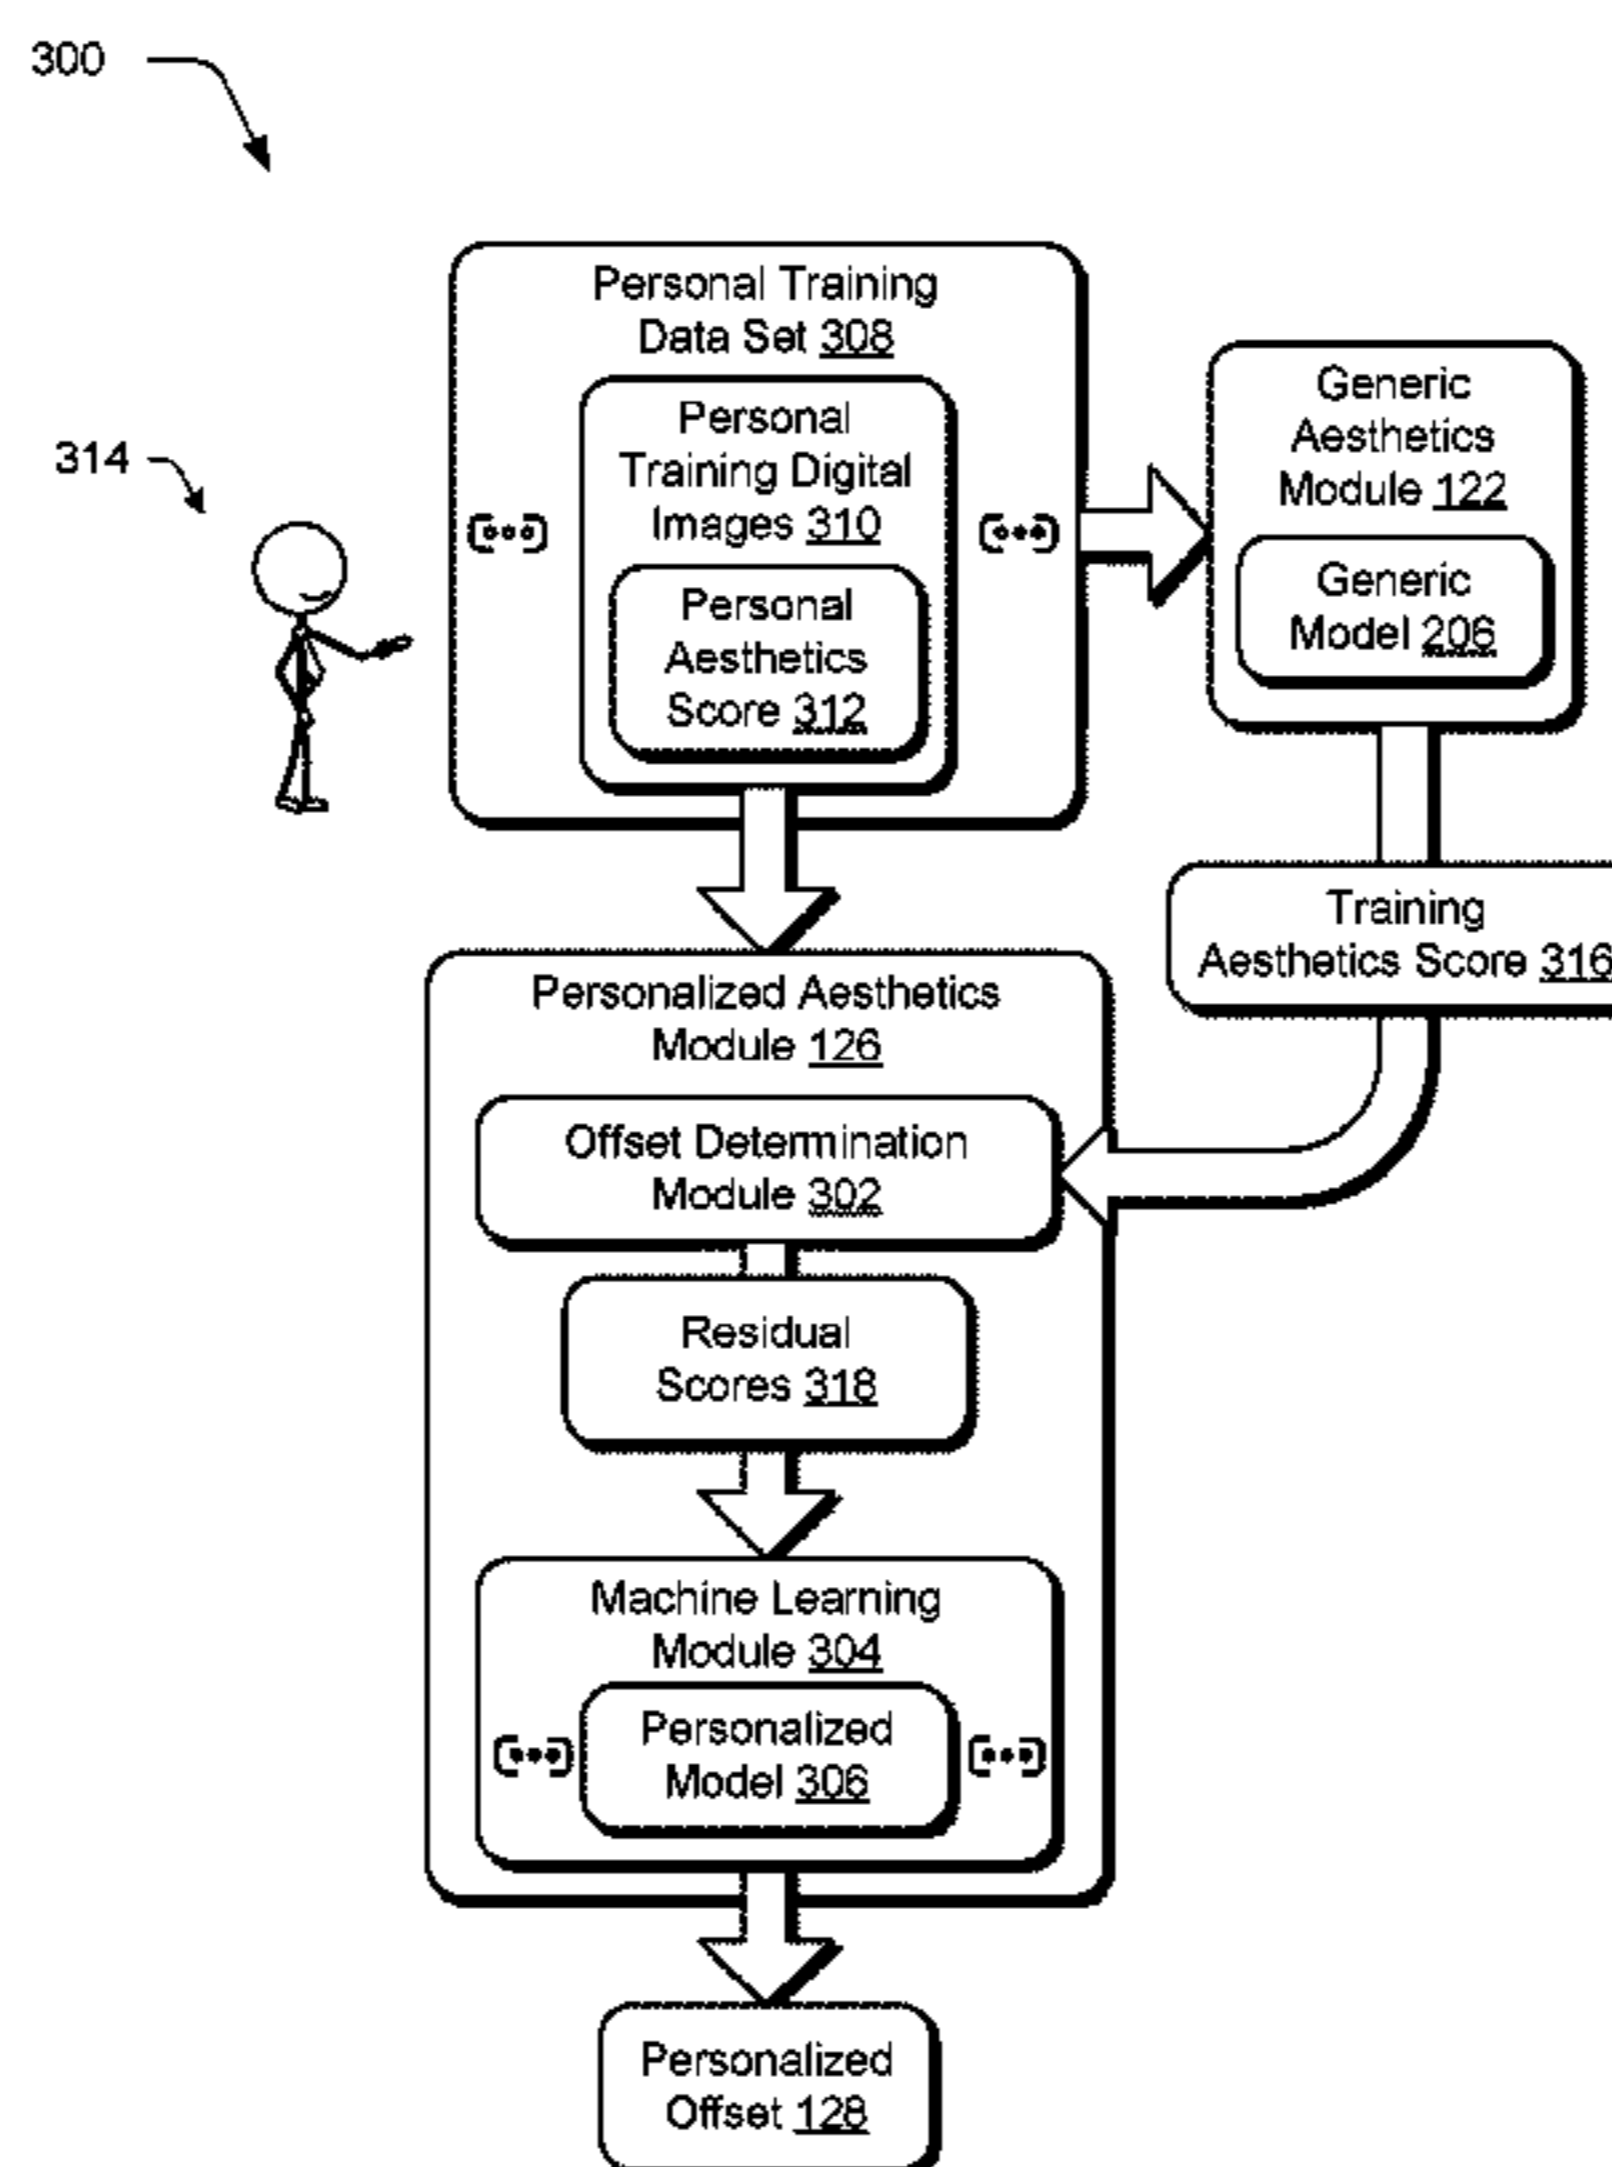 300
Personal Training
Data Set 308
Personal
Training Digital
Images 310
Personal
Aesthetics
Score 312
314
Generic
Aesthetics
Module 122
Generic
Model 206
Training
Aesthetics Score 316
Personalized Aesthetics
Module 126
Offset Determination
Module 302
Residual
Scores 318
Machine Learning
Module 304
Personalized
Model 306
Personalized
Offset 128